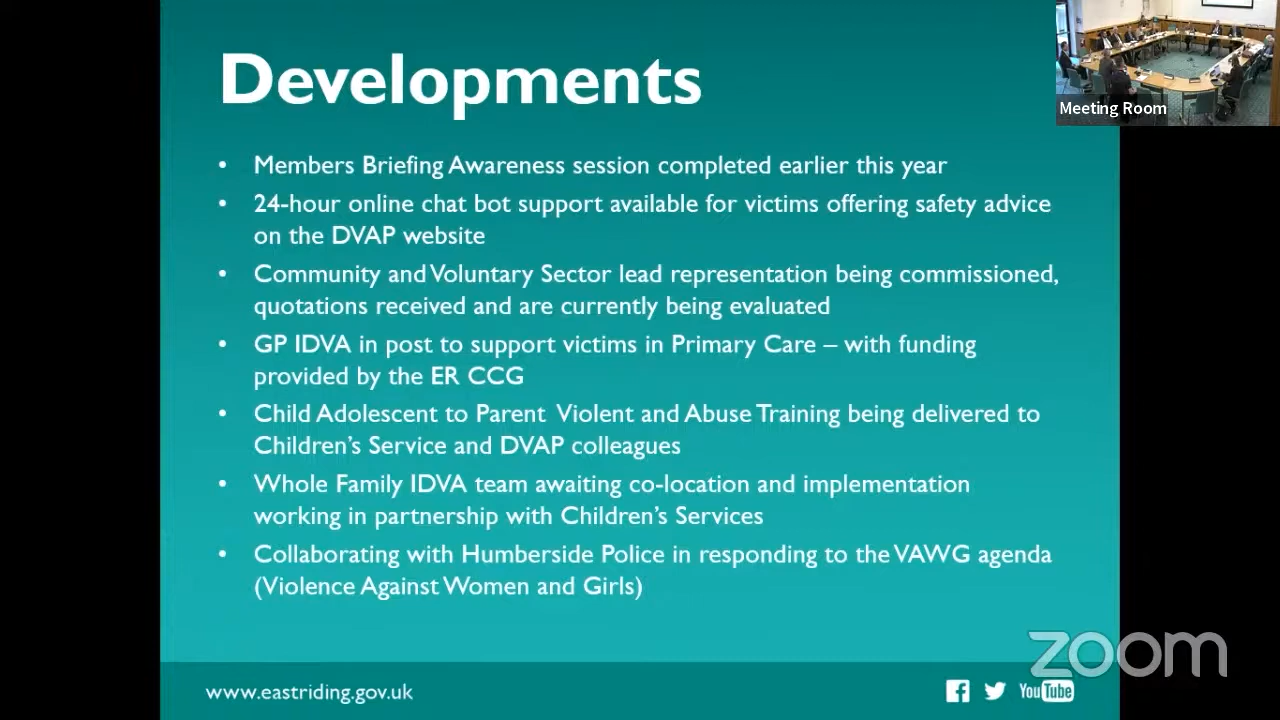 Developments
Meeting Room
• Members Briefing Awareness session completed earlier this year
• 24-hour online chat bot support available for victims offering safety advice
on the DVAP website
• Community and Voluntary Sector lead representation being commissioned,
quotations received and are currently being evaluated
• GP IDVA in post to support victims in Primary Care – with funding
provided by the ER CCG
• Child Adolescent to Parent Violent and Abuse Training being delivered to
Children's Service and DVAP colleagues
• Whole Family IDVA team awaiting co-location and implementation
working in partnership with Children's Services
• Collaborating with Humberside Police in responding to the VAWG agenda
(Violence Against Women and Girls)
zoom
www.eastriding.gov.uk
YouTube